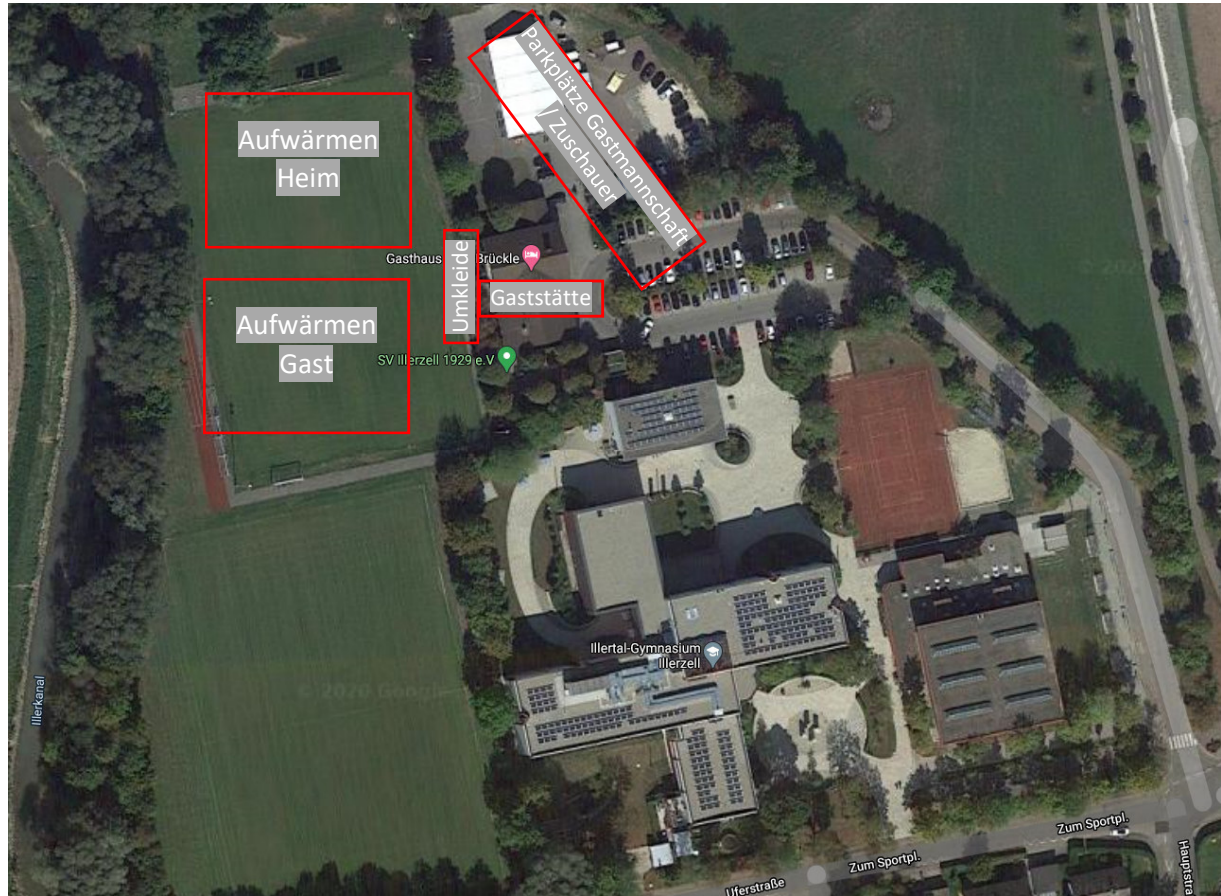 Parkplätze Gastmannschaft
/ Zuschauer
Aufwärmen
Heim
Umkleide
Gasthaus
Brückle
Gaststätte
Aufwärmen
Gast
SV Illerzell 1929 e.V
Illertal-Gymnasium
Illerzell
2020 Google
Illerkanal
Zum Sportpl.
Zum Sportpl.
Uferstraße
Hauptstra